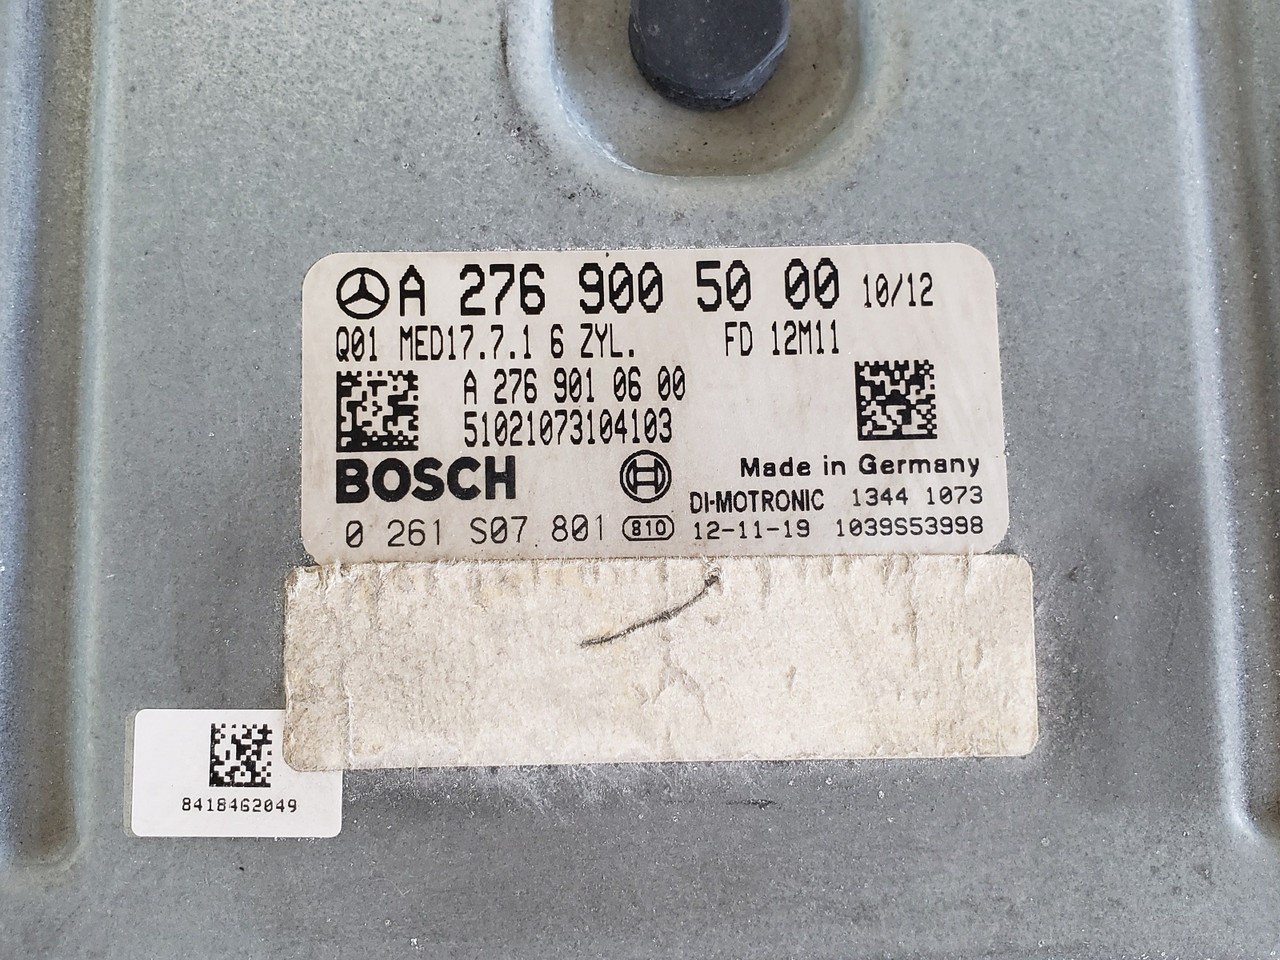 A 276 900 50 00 10/12
Q01 MED17.7.1 6 ZYL. FD 12M11
A 276 901 06 00
51021073104103
BOSCH Made in Germany
DI-MOTRONIC 1344 1073
0 261 S07 801 810 12-11-19 1039S53998
8418462049